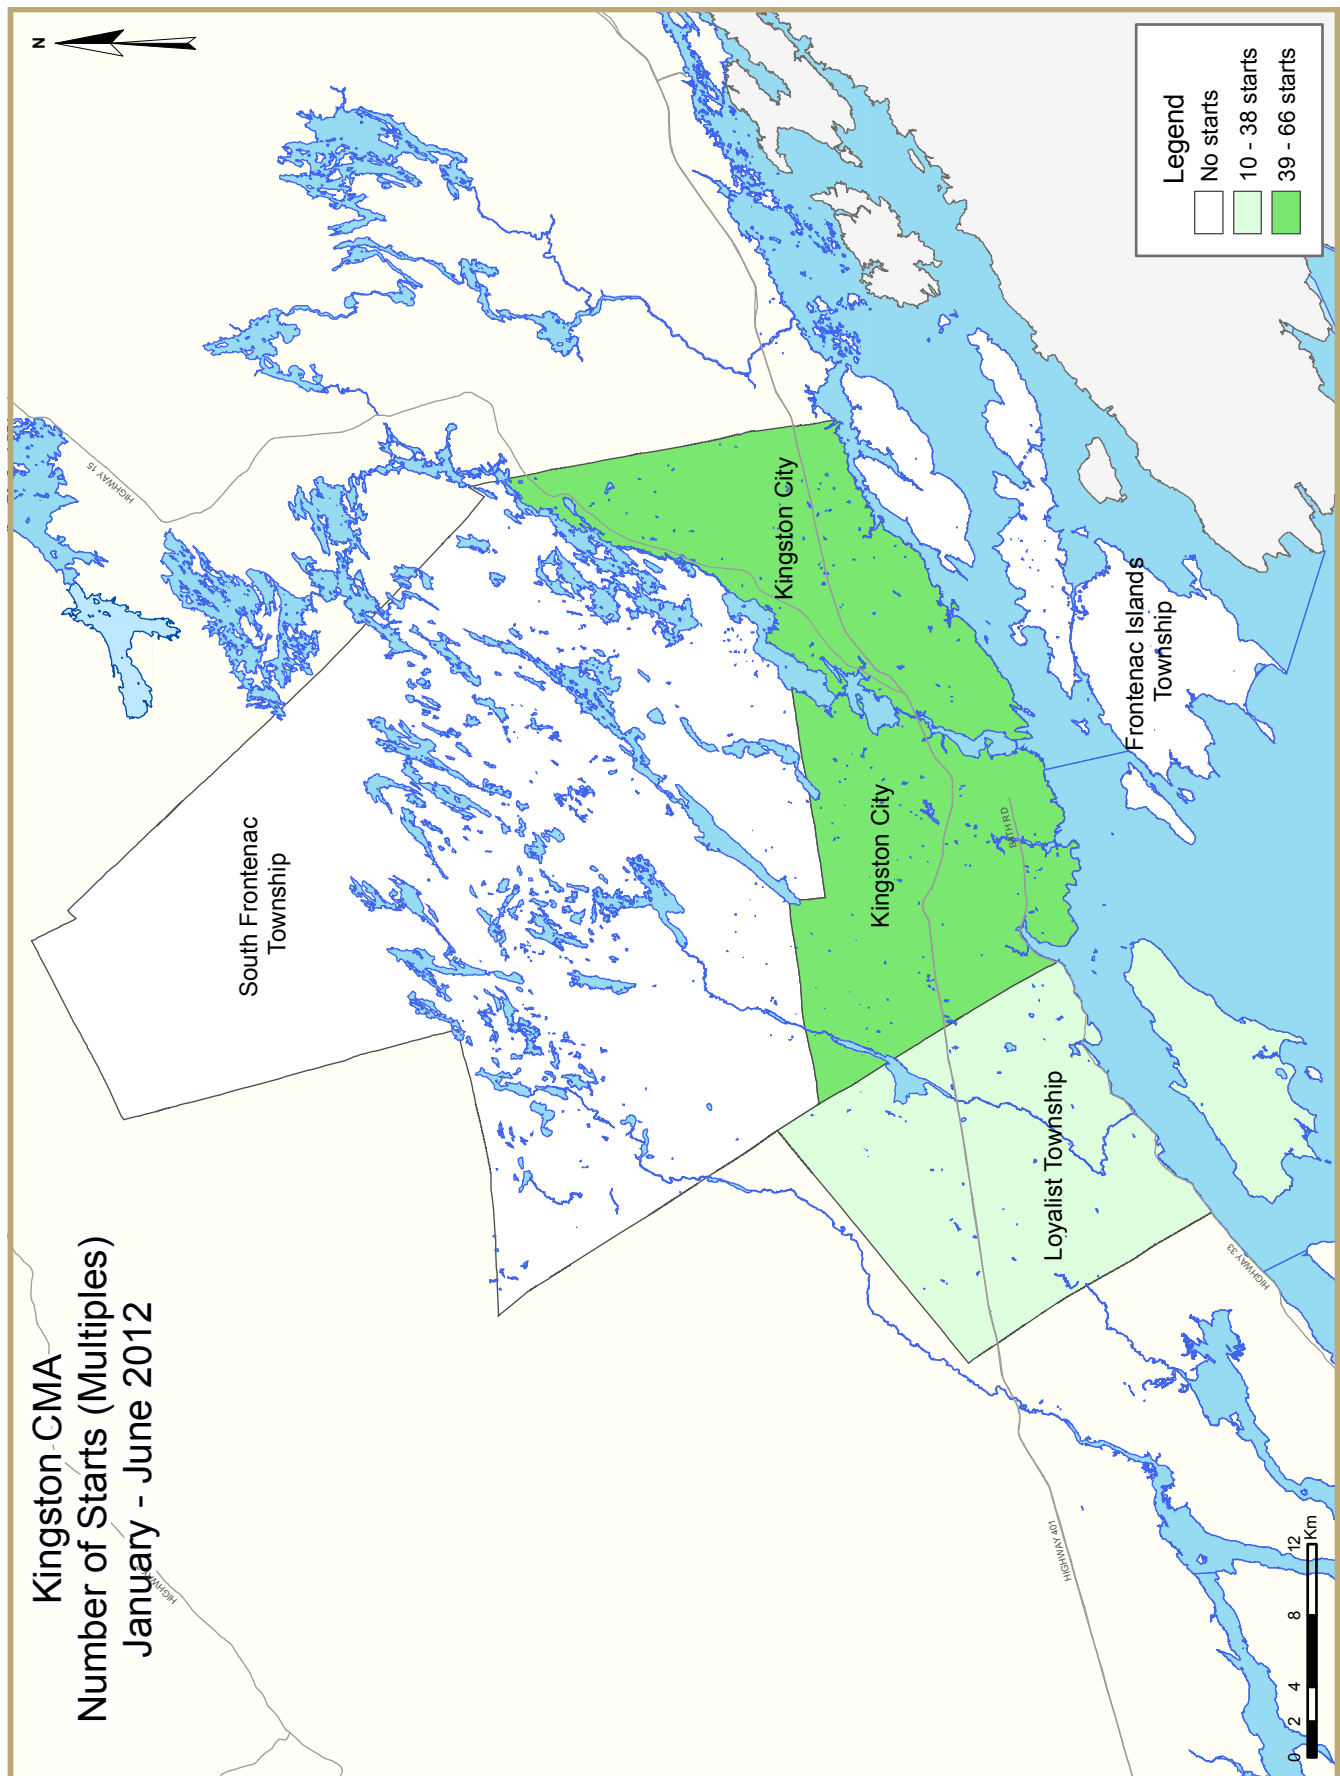 Kingston CMA
Number of Starts (Multiples)
January - June 2012
N
Legend
No starts
10 - 38 starts
39 - 66 starts
HIGHWAY 15
South Frontenac
Township
Kingston City
Kingston City
BATH RD
Frontenac Islands
Township
Loyalist Township
HIGHWAY 33
HIGHWAY 401
HIGHWAY
0 2 4 8 12
Km